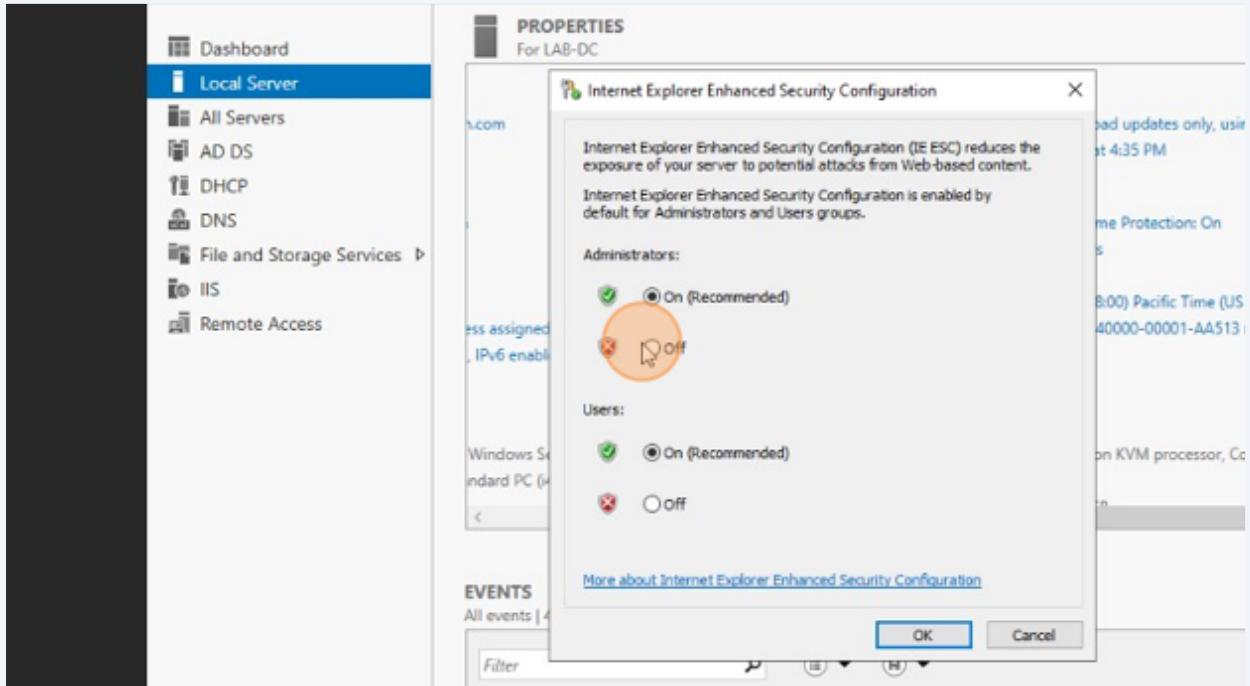 Dashboard
Local Server
All Servers
AD DS
DHCP
DNS
File and Storage Services
IIS
Remote Access
PROPERTIES
For LAB-DC
.com
ess assigned
, IPv6 enabl
Windows Se
ndard PC (i4
Internet Explorer Enhanced Security Configuration
Internet Explorer Enhanced Security Configuration (IE ESC) reduces the
exposure of your server to potential attacks from Web-based content.
Internet Explorer Enhanced Security Configuration is enabled by
default for Administrators and Users groups.
Administrators:
On (Recommended)
Off
Users:
On (Recommended)
Off
More about Internet Explorer Enhanced Security Configuration
OK
Cancel
oad updates only, usin
at 4:35 PM
me Protection: On
s
8:00) Pacific Time (US
40000-00001-AA513
on KVM processor, Co
EVENTS
All events | 4
Filter